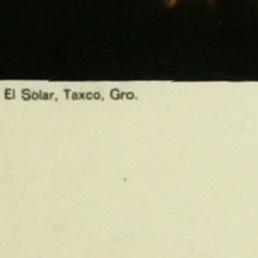 El Solar, Taxco, Gro.